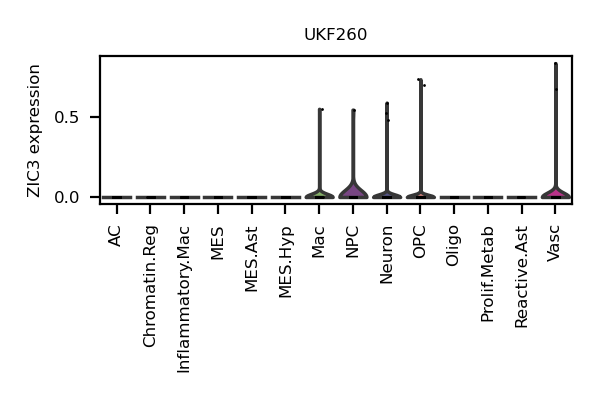 UKF260
ZIC3 expression
0.5
0.0
AC
Chromatin.Reg
Inflammatory.Mac
MES
MES.Ast
MES.Hyp
Mac
NPC
Neuron
OPC
Oligo
Prolif.Metab
Reactive.Ast
Vasc